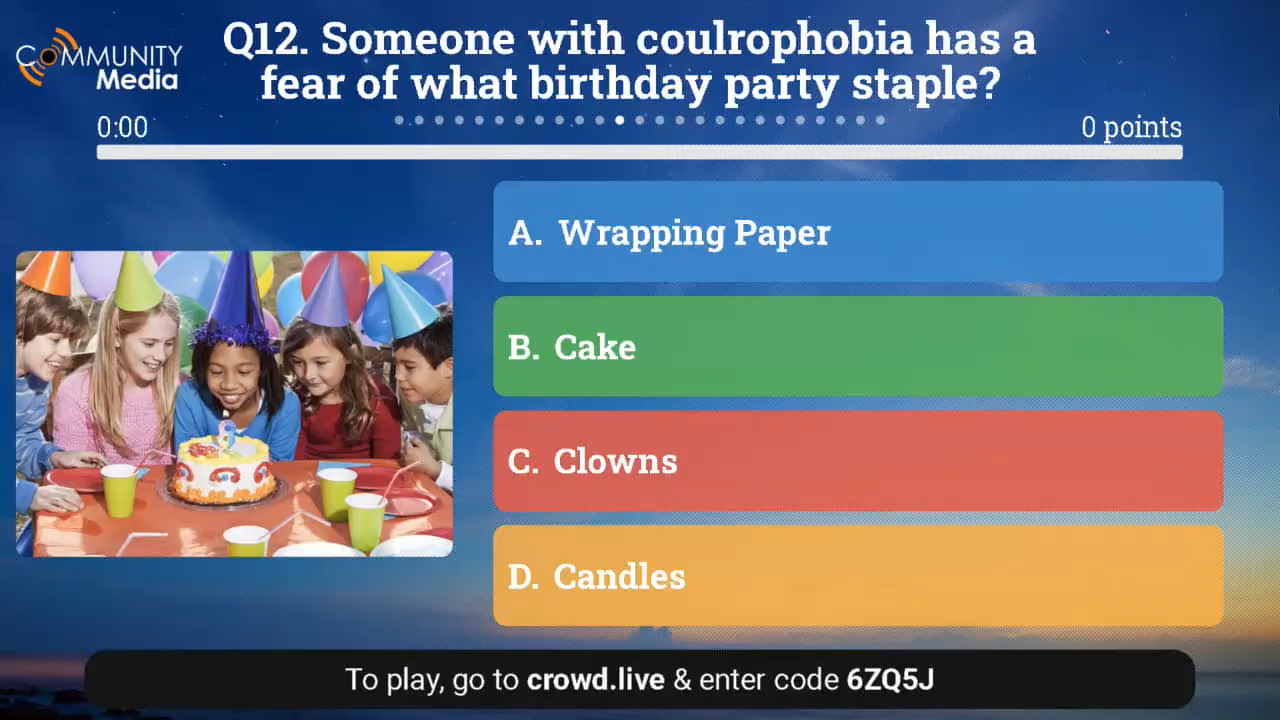 COMMUNITY
Media
Q12. Someone with coulrophobia has a
fear of what birthday party staple?
0:00
0 points
A. Wrapping Paper
B. Cake
C. Clowns
D. Candles
To play, go to crowd.live & enter code 6ZQ5J